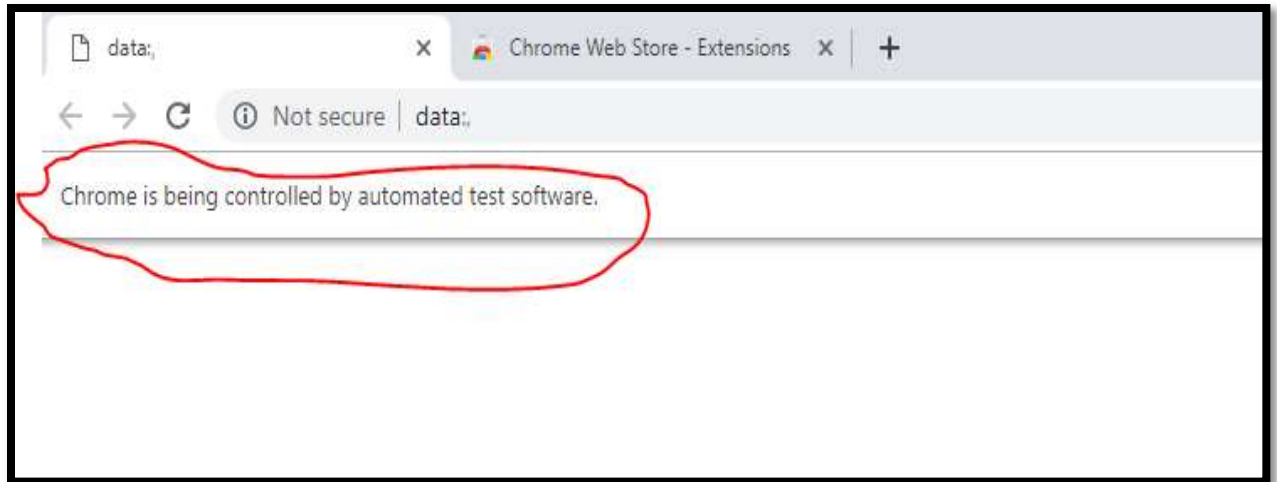 data:,
Chrome Web Store - Extensions
Not secure | data:,
Chrome is being controlled by automated test software.